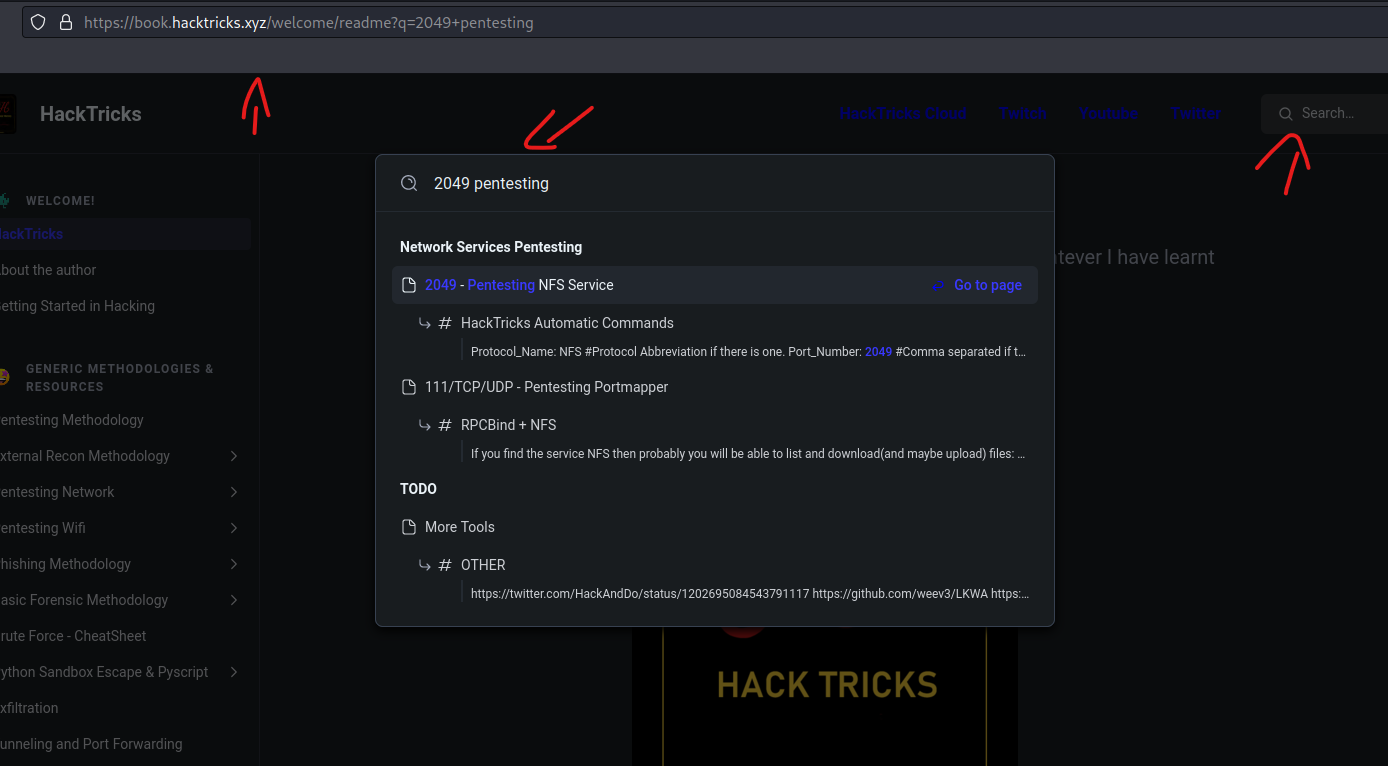 https://book.hacktricks.xyz/welcome/readme?q=2049+pentesting
HackTricks
HackTricks Cloud Twitch Youtube Twitter
Search...
2049 pentesting
Network Services Pentesting
2049 - Pentesting NFS Service
Go to page
HackTricks Automatic Commands
Protocol_Name: NFS #Protocol Abbreviation if there is one. Port_Number: 2049 #Comma separated if t...
111/TCP/UDP - Pentesting Portmapper
# RPCBind + NFS
If you find the service NFS then probably you will be able to list and download(and maybe upload) files: ...
TODO
More Tools
# OTHER
https://twitter.com/HackAndDo/status/1202695084543791117 https://github.com/weev3/LKWA https:...
WELCOME!
ackTricks
bout the author
etting Started in Hacking
GENERIC METHODOLOGIES &
RESOURCES
entesting Methodology
xternal Recon Methodology
entesting Network
entesting Wifi
hishing Methodology
asic Forensic Methodology
rute Force - CheatSheet
ython Sandbox Escape & Pyscript
xfiltration
unneling and Port Forwarding
tever I have learnt
HACK TRICKS